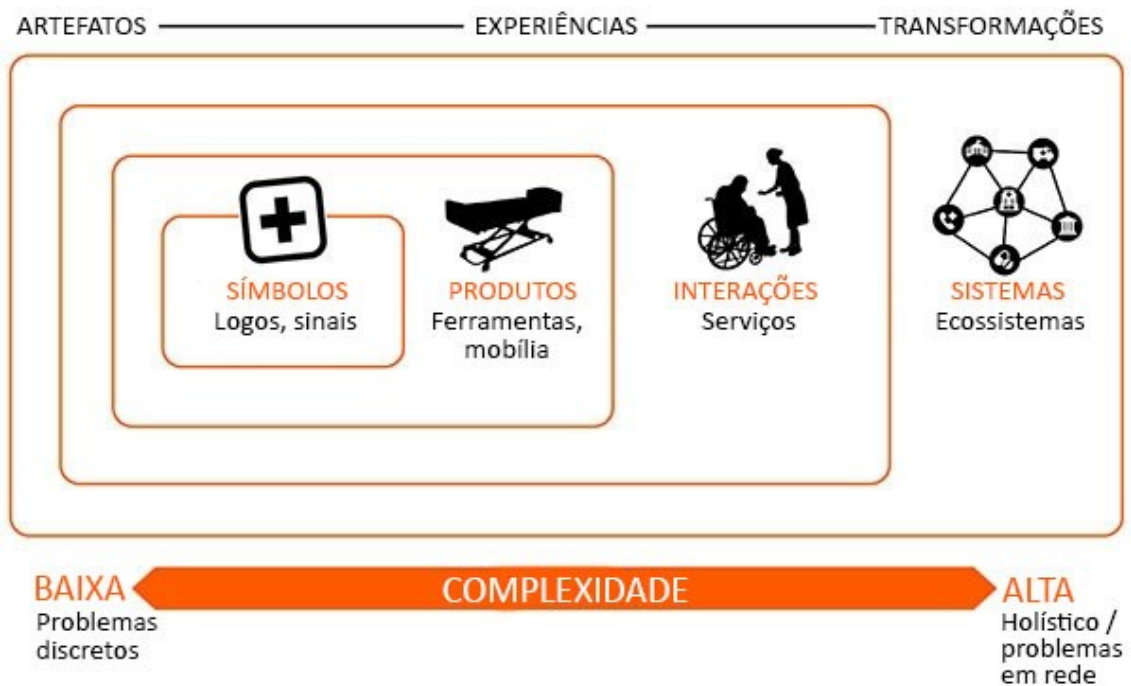 ARTEFATOS EXPERIÊNCIAS TRANSFORMAÇÕES
SÍMBOLOS
Logos, sinais
PRODUTOS
Ferramentas,
mobília
INTERAÇÕES
Serviços
SISTEMAS
Ecossistemas
BAIXA
Problemas
discretos
COMPLEXIDADE
ALTA
Holístico /
problemas
em rede